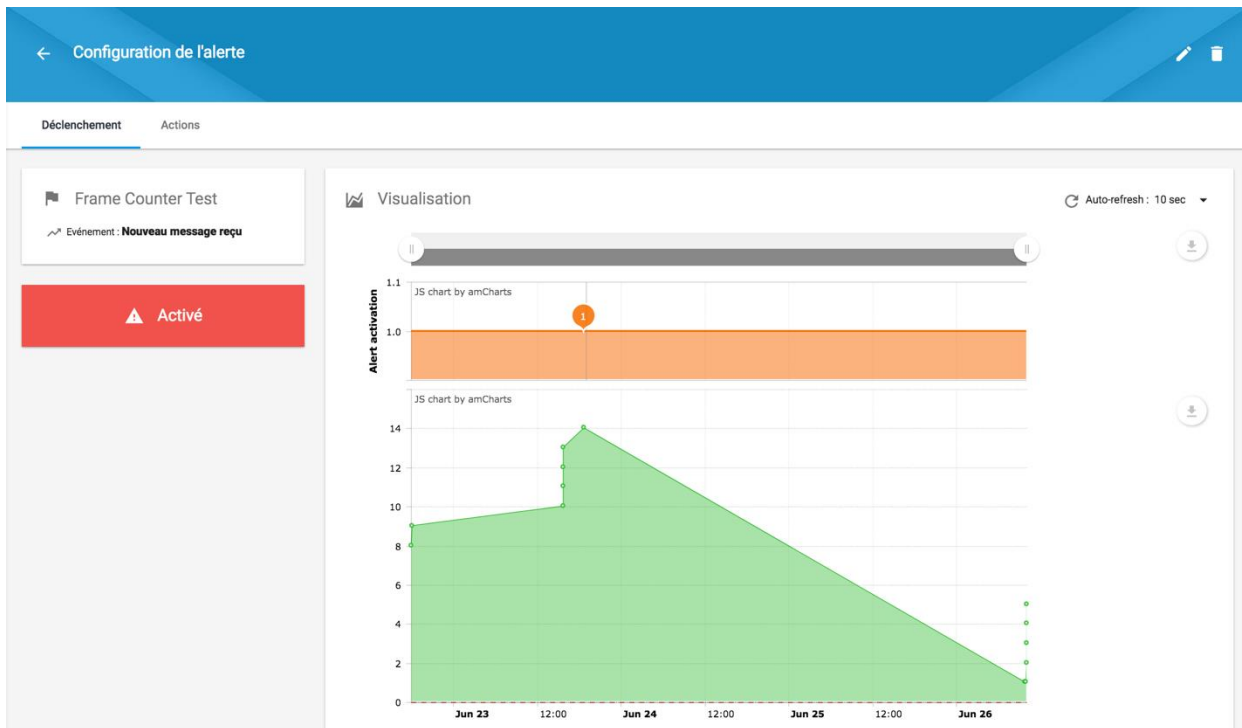 Configuration de l'alerte
Déclenchement
Actions
Frame Counter Test
Evénement : Nouveau message reçu
Activé
Visualisation
Auto-refresh : 10 sec
1.1
1.0
Alert activation
JS chart by amCharts
1
JS chart by amCharts
14
12
10
8
6
4
2
0
Jun 23
12:00
Jun 24
12:00
Jun 25
12:00
Jun 26